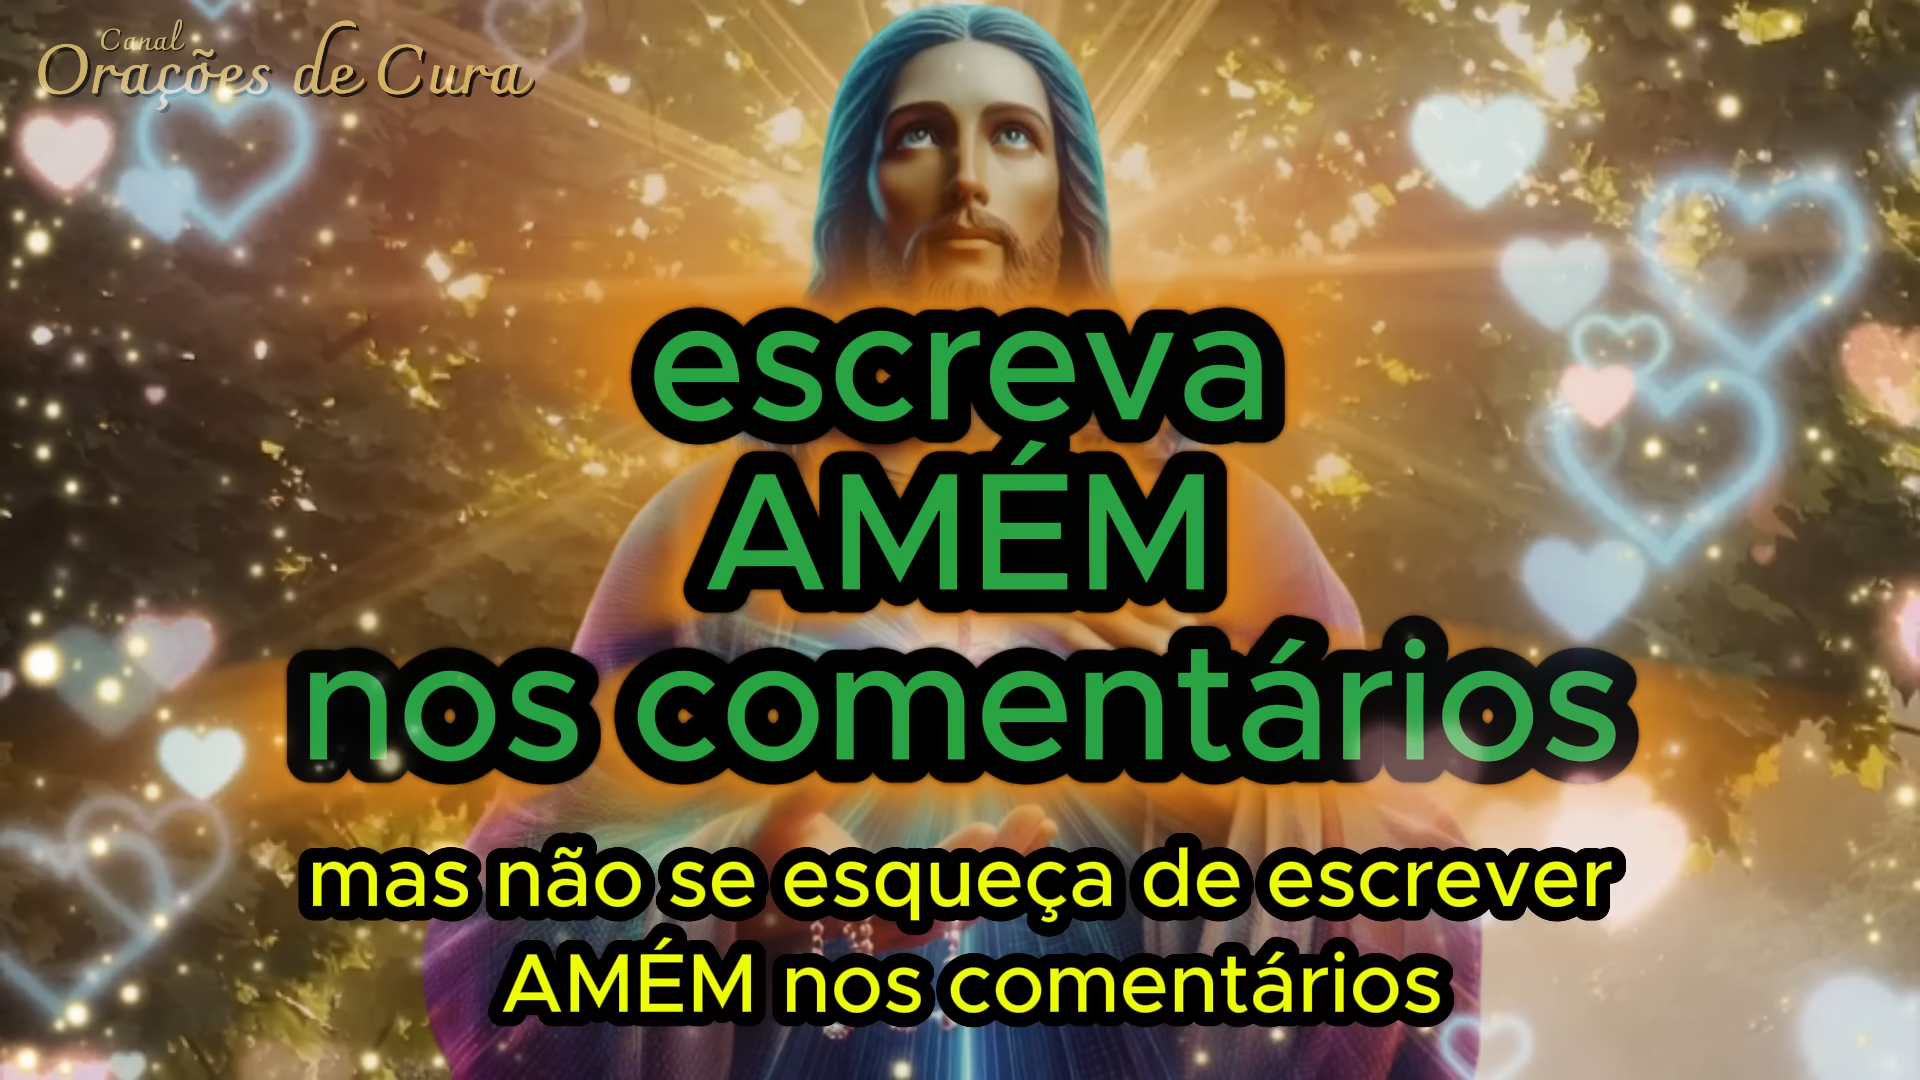 Canal
Orações de Cura
escreva
AMÉM
nos comentários
mas não se esqueça de escrever
AMÉM nos comentários